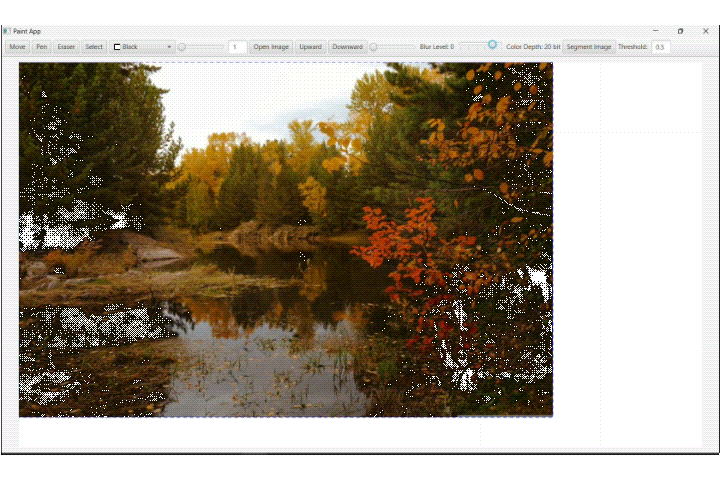 Paint App
Move Pen Eraser Select Black 1 Open Image Upward Downward Blur Level: 0 Color Depth: 20 bit Segment Image Threshold: 0.5